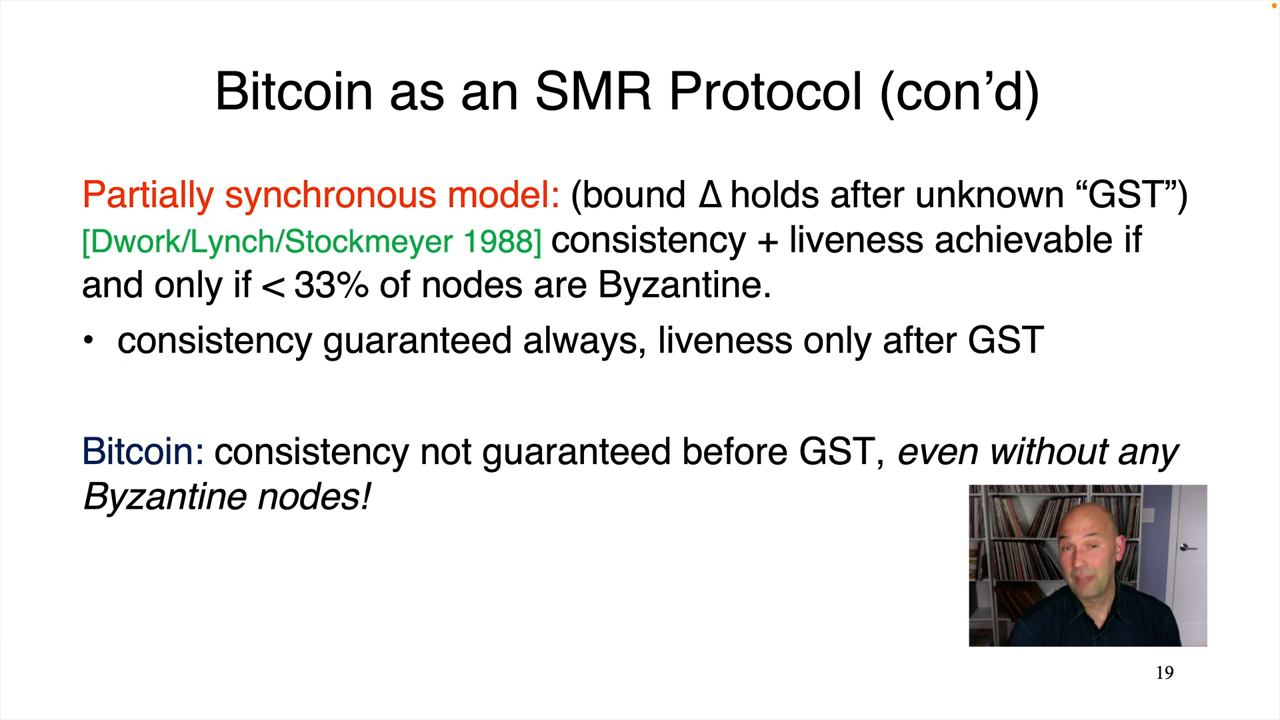 Bitcoin as an SMR Protocol (con’d)
Partially synchronous model: (bound Δ holds after unknown “GST”)
[Dwork/Lynch/Stockmeyer 1988] consistency + liveness achievable if
and only if < 33% of nodes are Byzantine.
• consistency guaranteed always, liveness only after GST
Bitcoin: consistency not guaranteed before GST, even without any
Byzantine nodes!
19